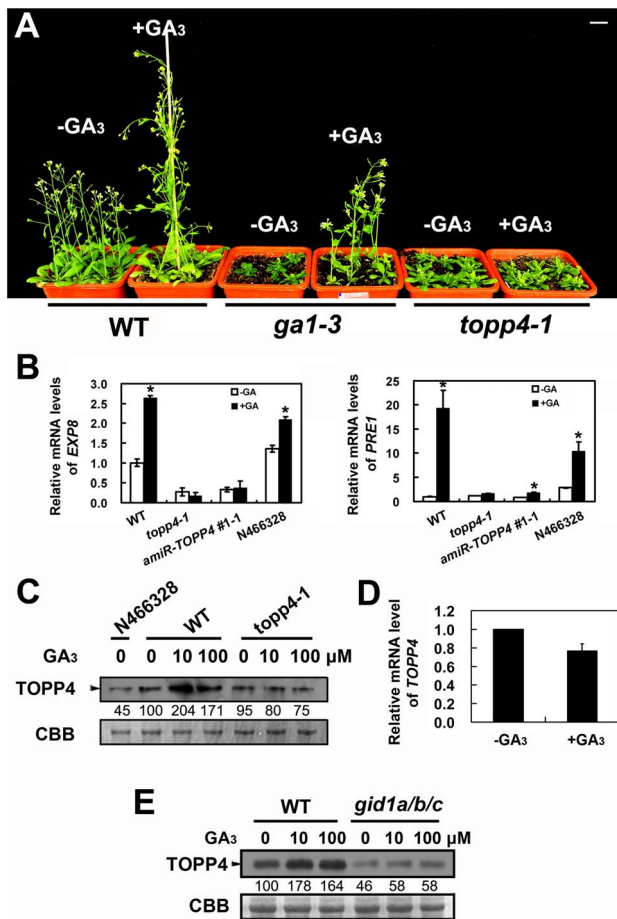 A
+GA3
-GA3
+GA3
-GA3
-GA3
+GA3
WT
ga1-3
topp4-1
B
Relative mRNA levels
of EXP8
3.0
2.5
2.0
1.5
1.0
0.5
0.0
-GA
+GA
*
*
WT
topp4-1
amiR-TOPP4 #1-1
N466328
Relative mRNA levels
of PRE1
25
20
15
10
5
0
-GA
+GA
*
*
*
WT
topp4-1
amiR-TOPP4 #1-1
N466328
C
N466328
WT
topp4-1
GA3 0 0 10 100 0 10 100 μM
TOPP4
45 100 204 171 95 80 75
CBB
D
Relative mRNA level
of TOPP4
1.2
1.0
0.8
0.6
0.4
0.2
0.0
-GA3
+GA3
E
WT gid1a/b/c
GA3 0 10 100 0 10 100 μM
TOPP4
100 178 164 46 58 58
CBB